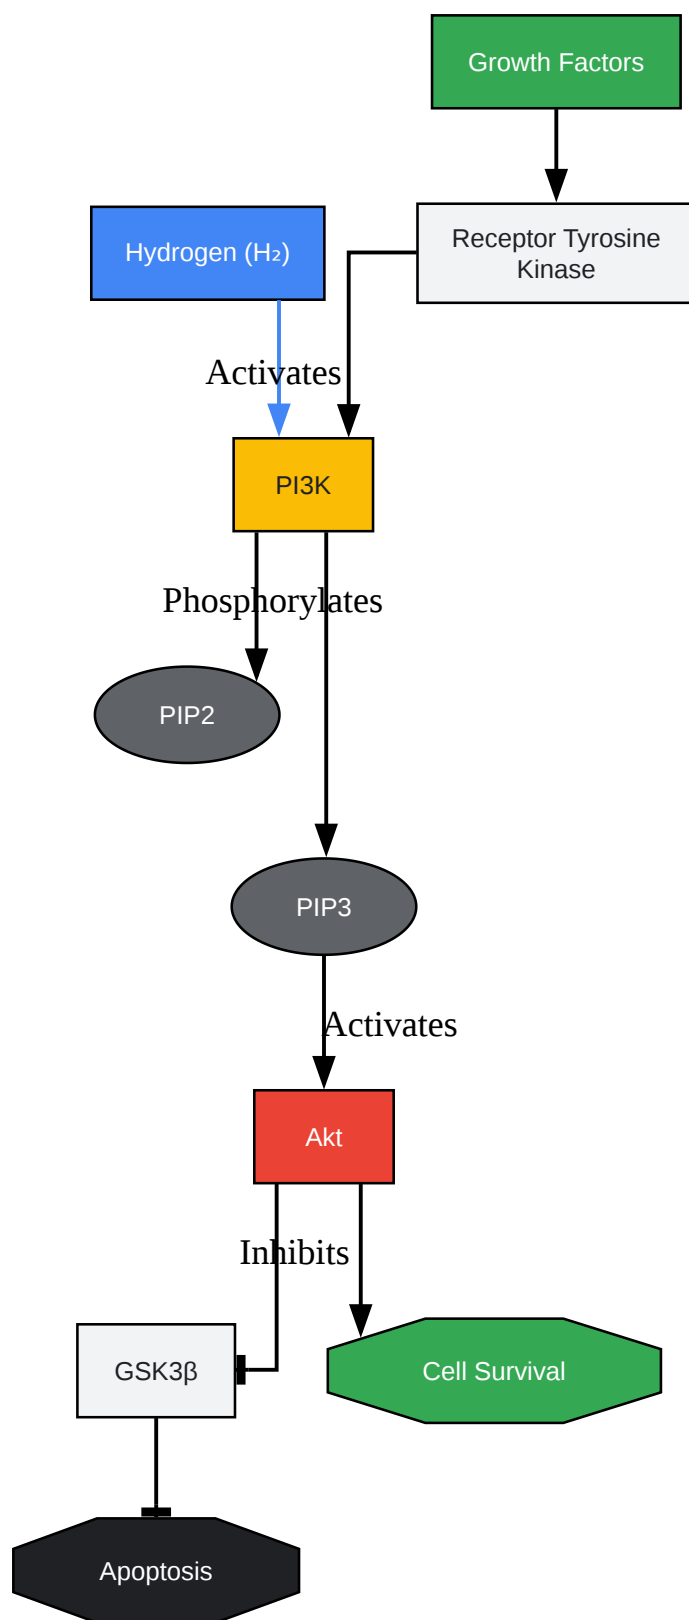 Growth Factors
Hydrogen (H₂)
Receptor Tyrosine
Kinase
Activates
PI3K
Phosphorylates
PIP2
PIP3
Activates
Akt
Inhibits
GSK3β
Cell Survival
Apoptosis